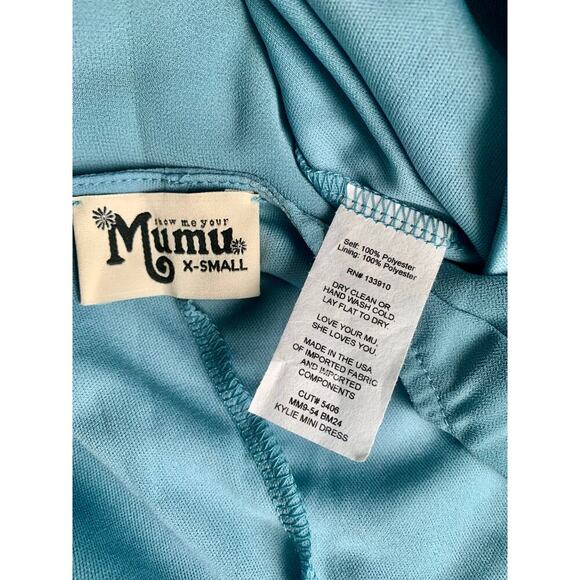 show me your
Mumu
X-SMALL
Self: 100% Polyester
Lining: 100% Polyester
RN# 133910
DRY CLEAN OR
HAND WASH COLD
LAY FLAT TO DRY.
LOVE YOUR MU,
SHE LOVES YOU.
MADE IN THE USA
OF IMPORTED FABRIC
AND IMPORTED
COMPONENTS
CUT# 5406
MM9-54 BM24
KYLIE MINI DRESS